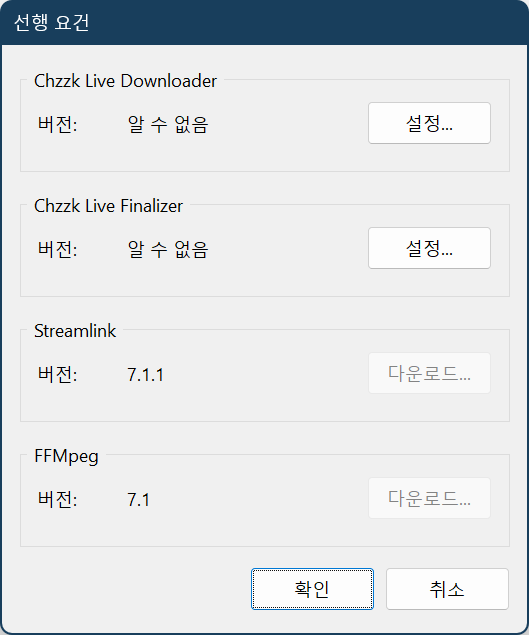 선행 요건
Chzzk Live Downloader
버전: 알 수 없음 설정...
Chzzk Live Finalizer
버전: 알 수 없음 설정...
Streamlink
버전: 7.1.1 다운로드...
FFMpeg
버전: 7.1 다운로드...
확인 취소